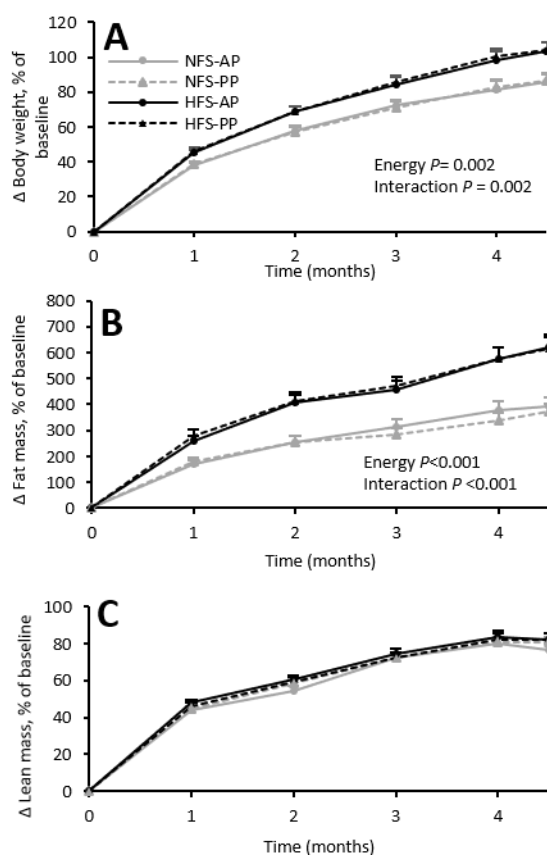 A
Δ Body weight, % of
baseline
120
100
80
60
40
20
0
NFS-AP
NFS-PP
HFS-AP
HFS-PP
Energy P= 0.002
Interaction P = 0.002
0 1 2 3 4
Time (months)
B
Δ Fat mass, % of baseline
800
700
600
500
400
300
200
100
0
Energy P<0.001
Interaction P <0.001
0 1 2 3 4
Time (months)
C
Δ Lean mass, % of baseline
100
80
60
40
20
0
0 1 2 3 4
Time (months)